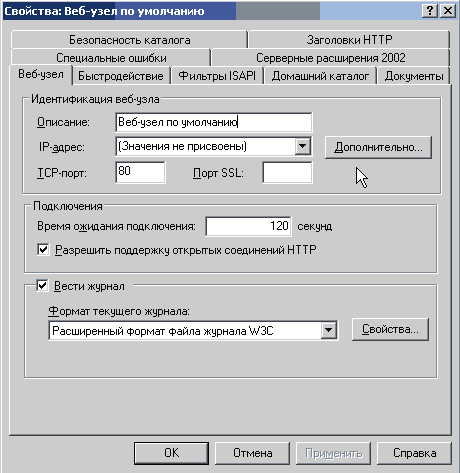 Свойства: Веб-узел по умолчанию
Безопасность каталога
Заголовки HTTP
Специальные ошибки
Серверные расширения 2002
Веб-узел
Быстродействие
Фильтры ISAPI
Домашний каталог
Документы
Идентификация веб-узла
Описание:
Веб-узел по умолчанию
IP-адрес:
(Значения не присвоены)
Дополнительно...
TCP-порт:
80
Порт SSL:
Подключения
Время ожидания подключения:
120
секунд
Разрешить поддержку открытых соединений HTTP
Вести журнал
Формат текущего журнала:
Расширенный формат файла журнала W3C
Свойства...
OK
Отмена
Применить
Справка